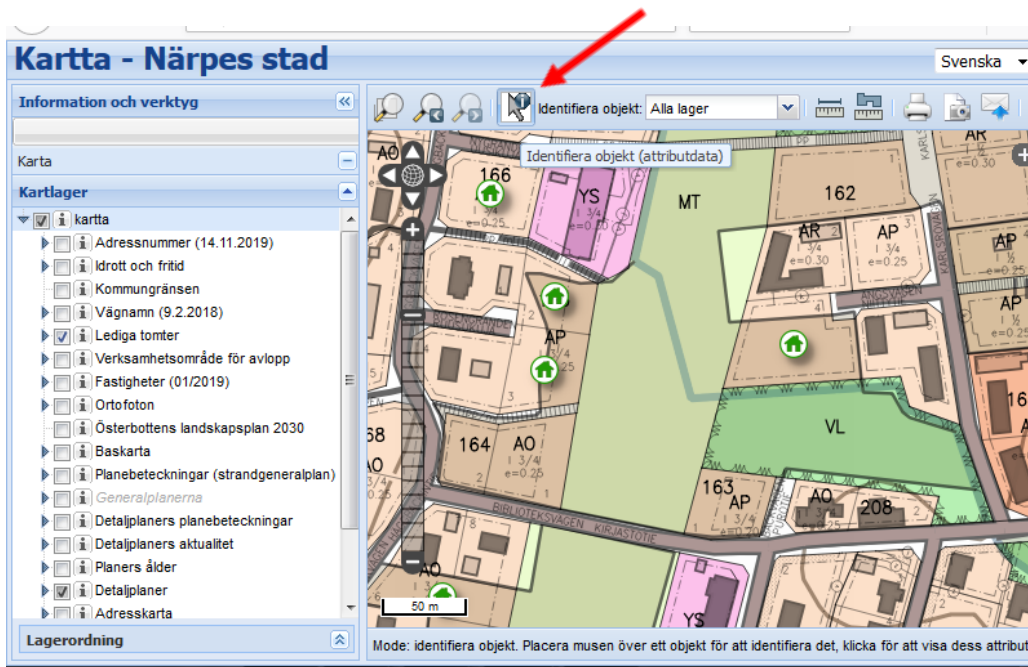 Kartta - Närpes stad
Svenska
Information och verktyg
Karta
Kartlager
kartta
Adressnummer (14.11.2019)
Idrott och fritid
Kommungränsen
Vägnamn (9.2.2018)
Lediga tomter
Verksamhetsområde för avlopp
Fastigheter (01/2019)
Ortofoton
Österbottens landskapsplan 2030
Baskarta
Planebeteckningar (strandgeneralplan)
Generalplanerna
Detaljplaners planebeteckningar
Detaljplaners aktualitet
Planers ålder
Detaljplaner
Adresskarta
Lagerordning
Identifiera objekt: Alla lager
Identifiera objekt (attributdata)
AO
166
YS
MT
162
AR
AR
e=0.30
AP
e=0.25
AR
e=0.30
AP
AP
AP
164
AO
e=0.25
VL
163
AP
AO
208
BIBLIOTEKSVÄGEN KIRJASTOTIE
KARLSROVÄGEN
AO
YS
50 m
Mode: identifiera objekt. Placera musen över ett objekt för att identifiera det, klicka för att visa dess attribut